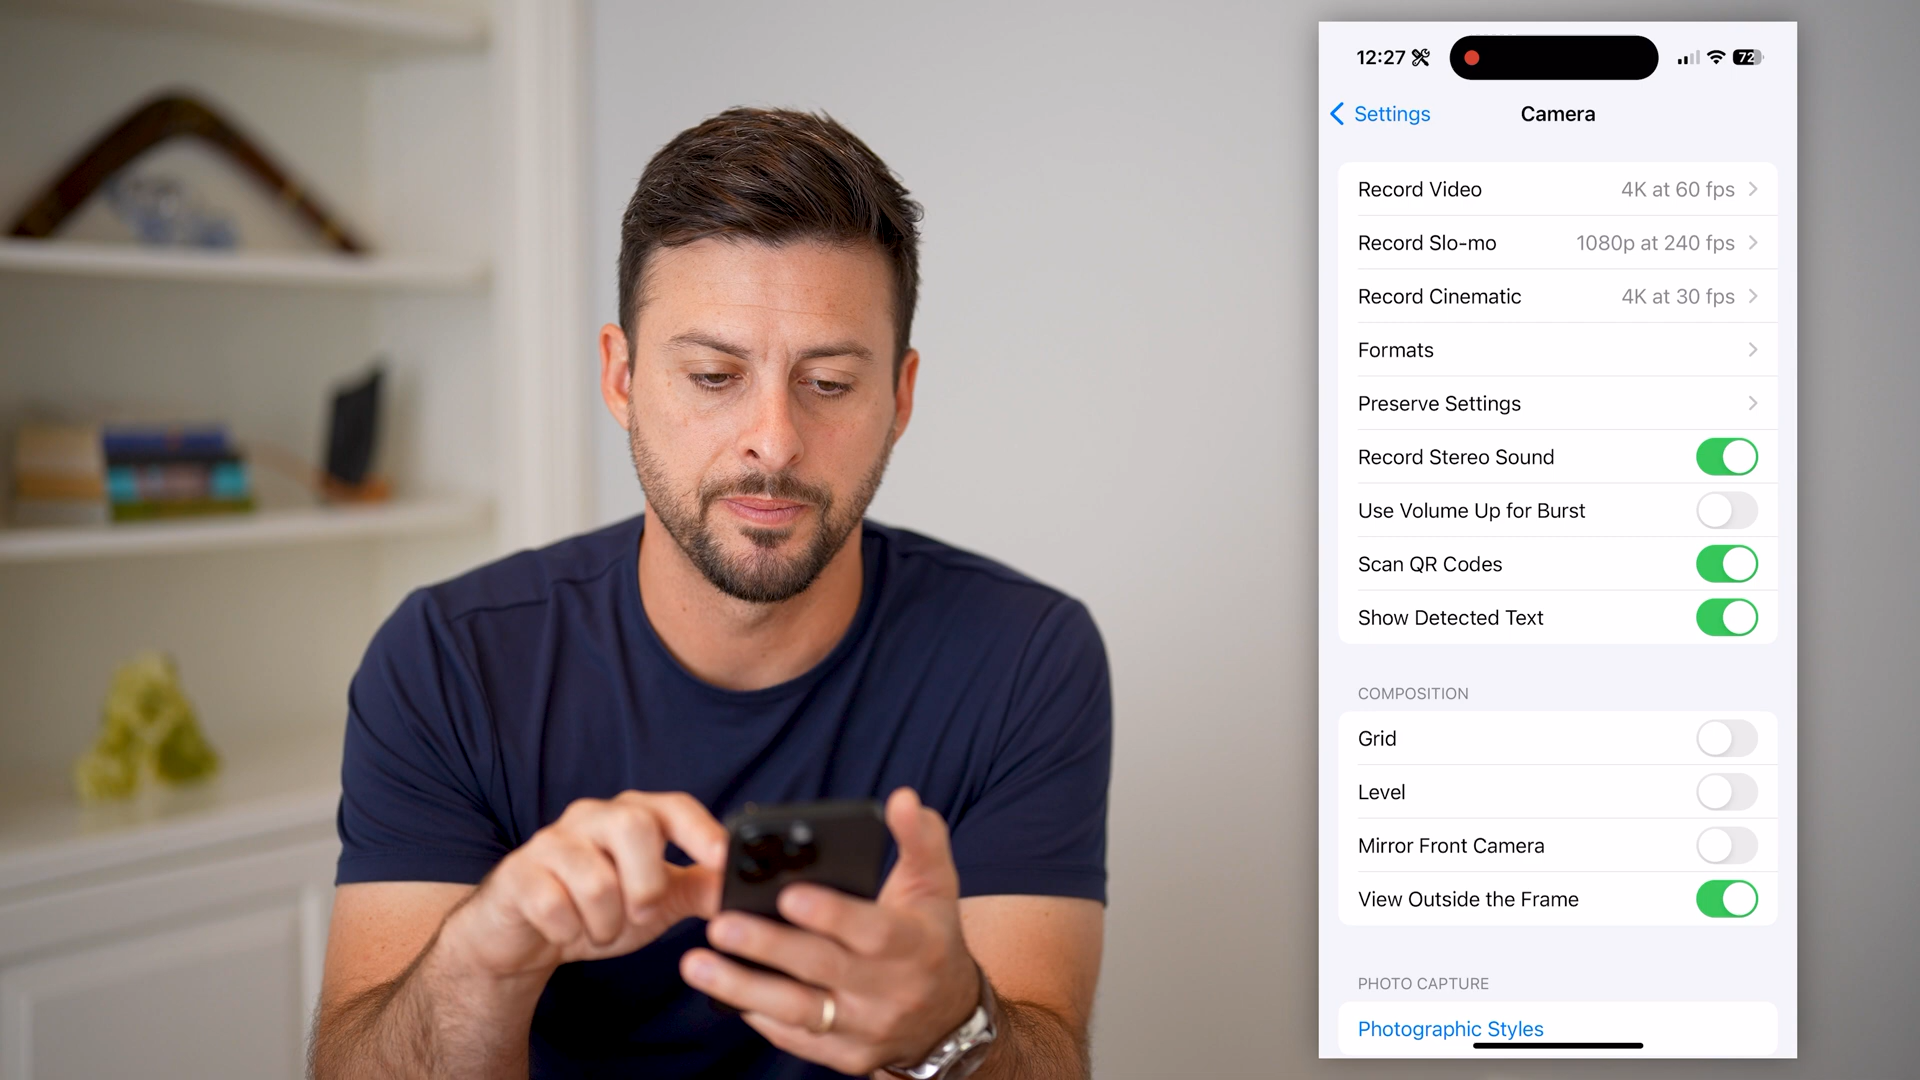 12:27
72
Settings
Camera
Record Video 4K at 60 fps
Record Slo-mo 1080p at 240 fps
Record Cinematic 4K at 30 fps
Formats
Preserve Settings
Record Stereo Sound
Use Volume Up for Burst
Scan QR Codes
Show Detected Text
COMPOSITION
Grid
Level
Mirror Front Camera
View Outside the Frame
PHOTO CAPTURE
Photographic Styles